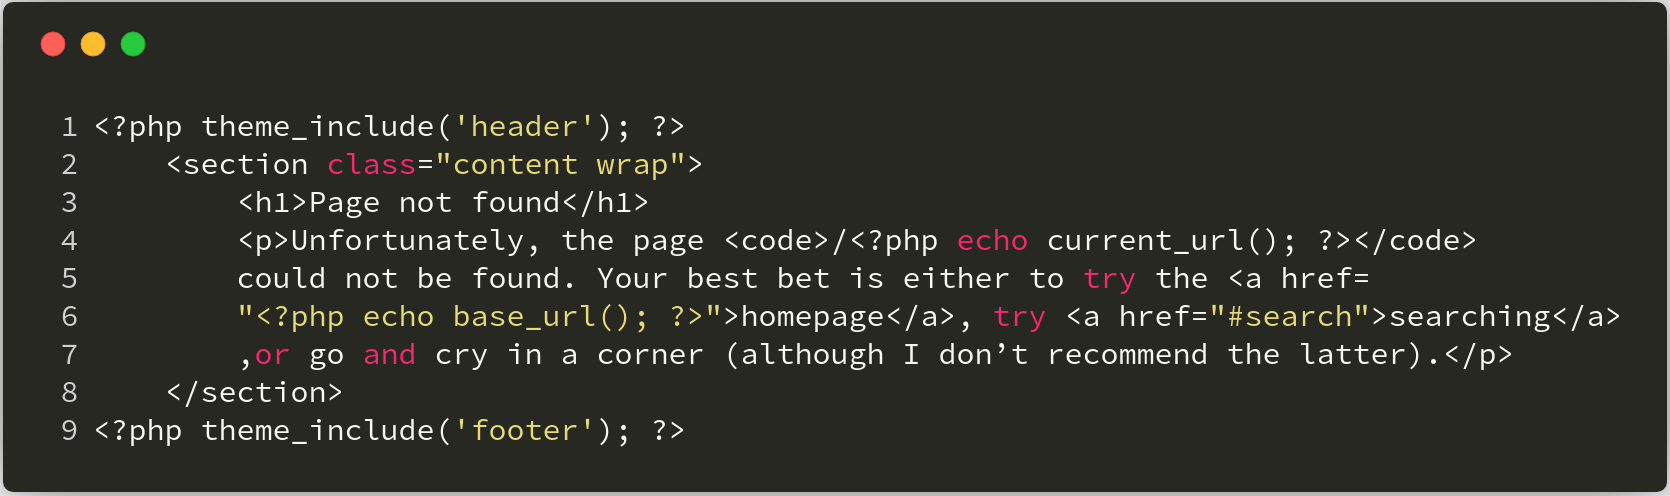 1 <?php theme_include('header'); ?>
2     <section class="content wrap">
3         <h1>Page not found</h1>
4         <p>Unfortunately, the page <code>/<?php echo current_url(); ?></code>
5         could not be found. Your best bet is either to try the <a href=
6         "<?php echo base_url(); ?>">homepage</a>, try <a href="#search">searching</a>
7         ,or go and cry in a corner (although I don’t recommend the latter).</p>
8     </section>
9 <?php theme_include('footer'); ?>